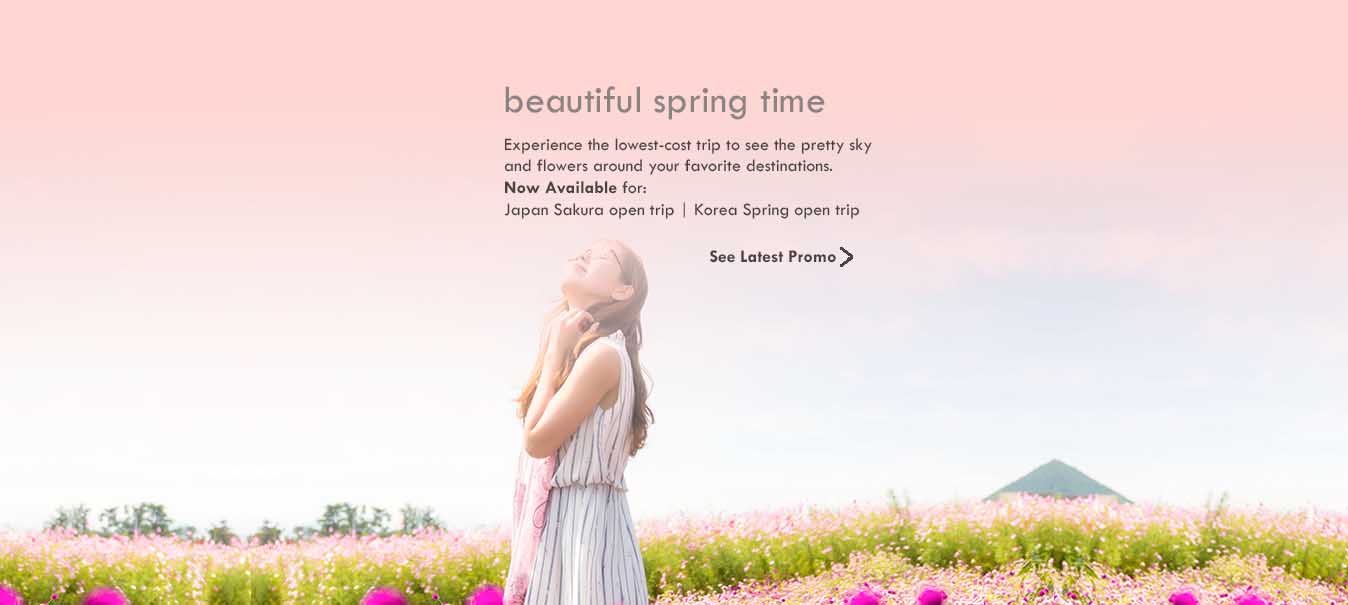 beautiful spring time
Experience the lowest-cost trip to see the pretty sky
and flowers around your favorite destinations.
Now Available for:
Japan Sakura open trip | Korea Spring open trip
See Latest Promo >